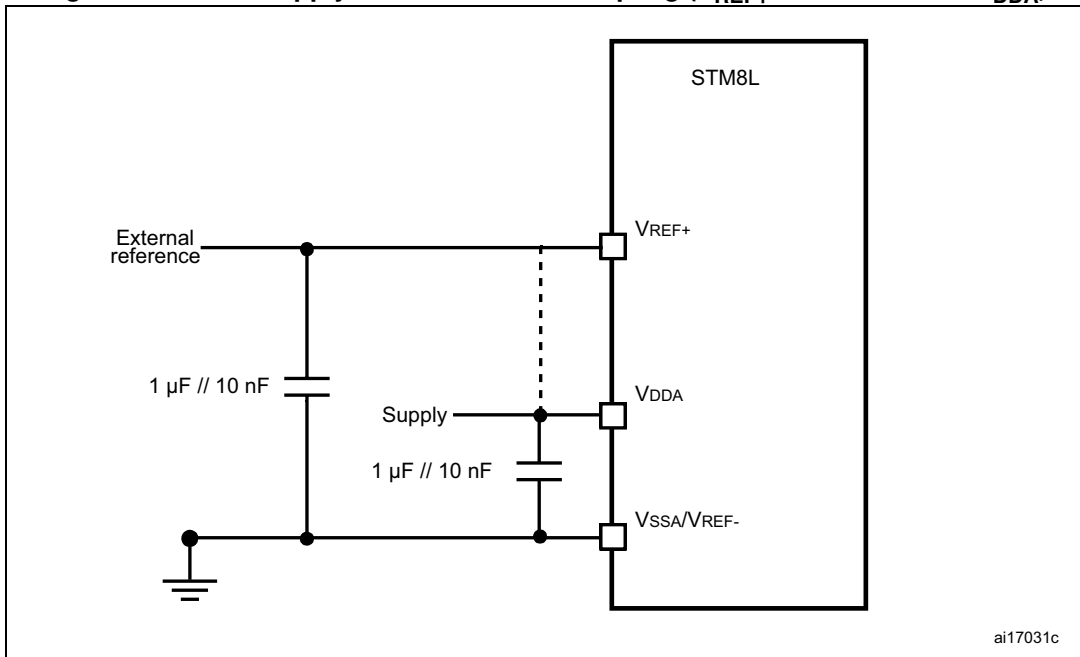 STM8L
VREF+
External
reference
1 µF // 10 nF
VDDA
Supply
1 µF // 10 nF
VSSA/VREF-
ai17031c